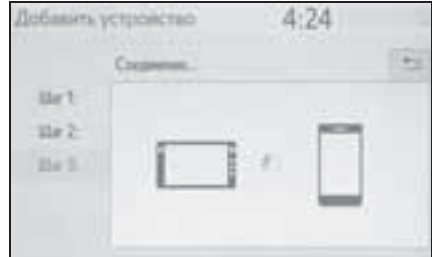 Добавить устройство 4:24
Соединение...
Шаг 1:
Шаг 2:
Шаг 3: